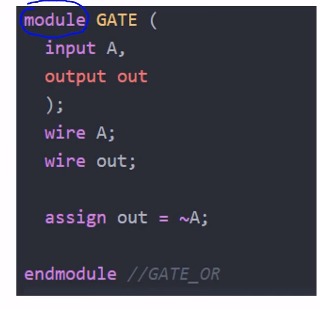 module GATE (
input A,
output out
);
wire A;
wire out;
assign out = ~A;
endmodule //GATE_OR